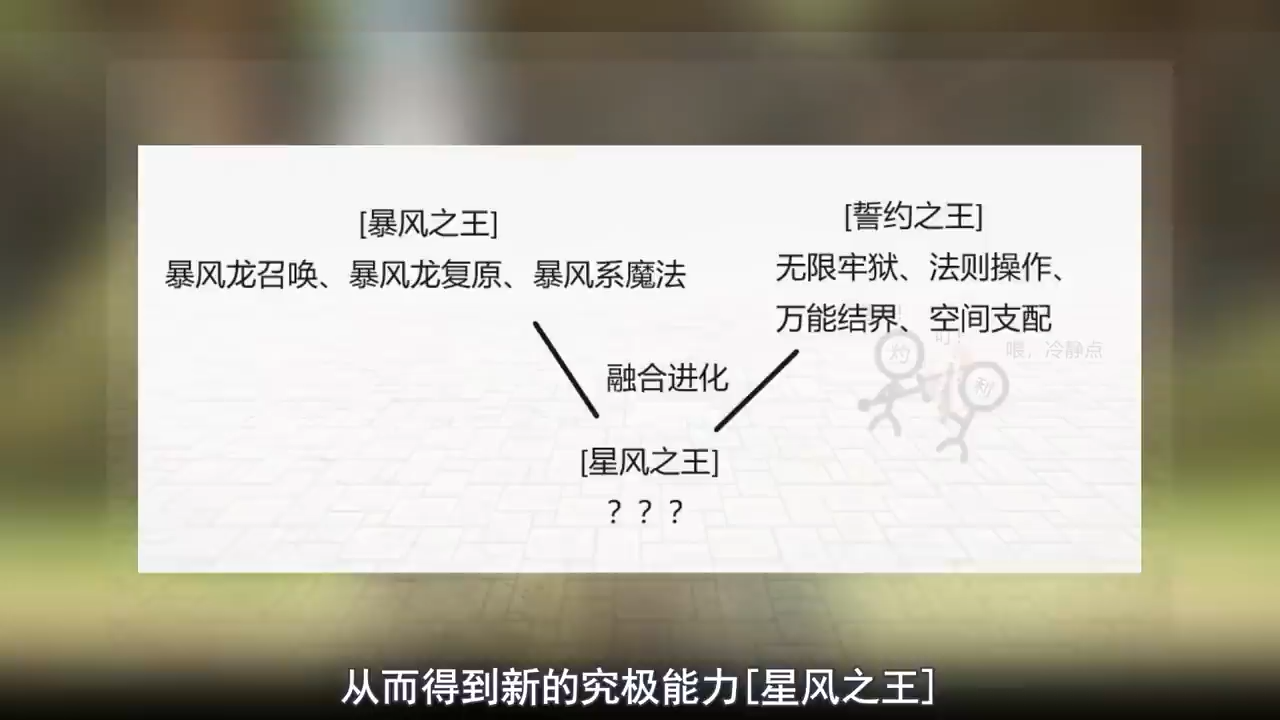 [暴风之王]
暴风龙召唤、暴风龙复原、暴风系魔法
[誓约之王]
无限牢狱、法则操作、
万能结界、空间支配
灼
叮!
喂，冷静点
利
融合进化
[星风之王]
？？？
从而得到新的究极能力[星风之王]